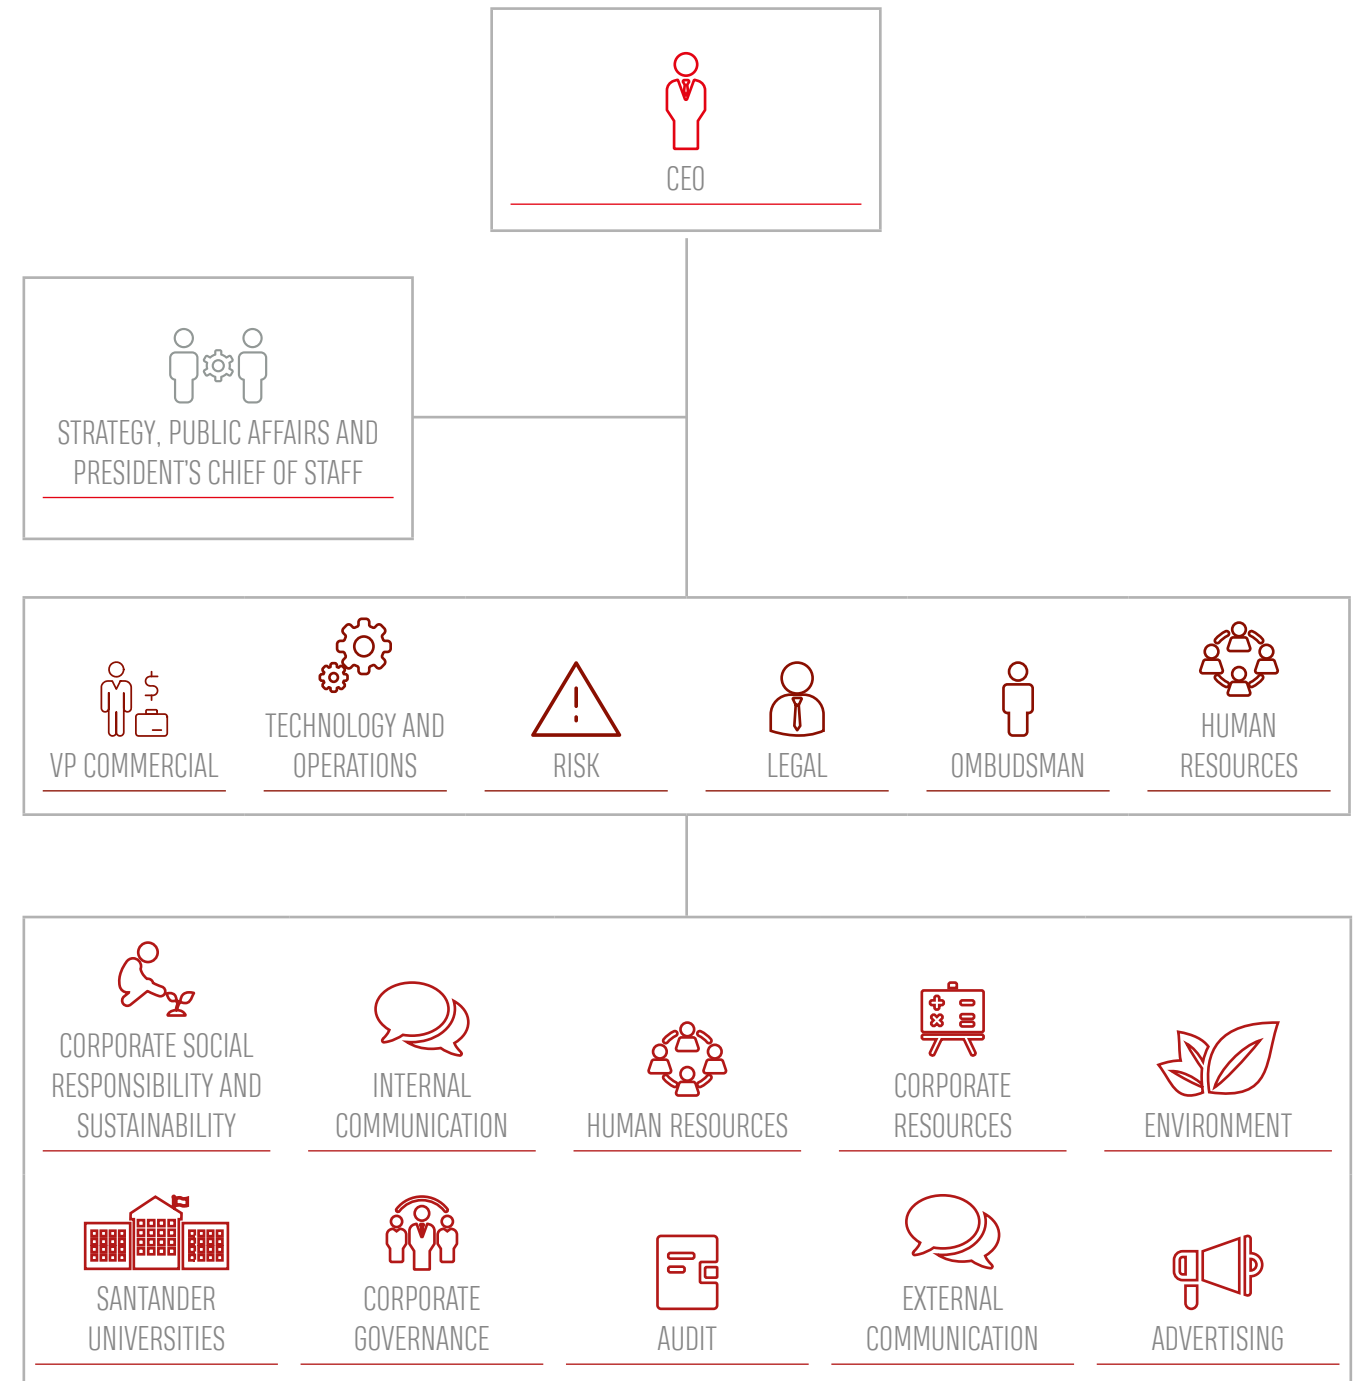 CEO
STRATEGY, PUBLIC AFFAIRS AND
PRESIDENT'S CHIEF OF STAFF
VP COMMERCIAL
TECHNOLOGY AND
OPERATIONS
RISK
LEGAL
OMBUDSMAN
HUMAN
RESOURCES
CORPORATE SOCIAL
RESPONSIBILITY AND
SUSTAINABILITY
INTERNAL
COMMUNICATION
HUMAN RESOURCES
CORPORATE
RESOURCES
ENVIRONMENT
SANTANDER
UNIVERSITIES
CORPORATE
GOVERNANCE
AUDIT
EXTERNAL
COMMUNICATION
ADVERTISING